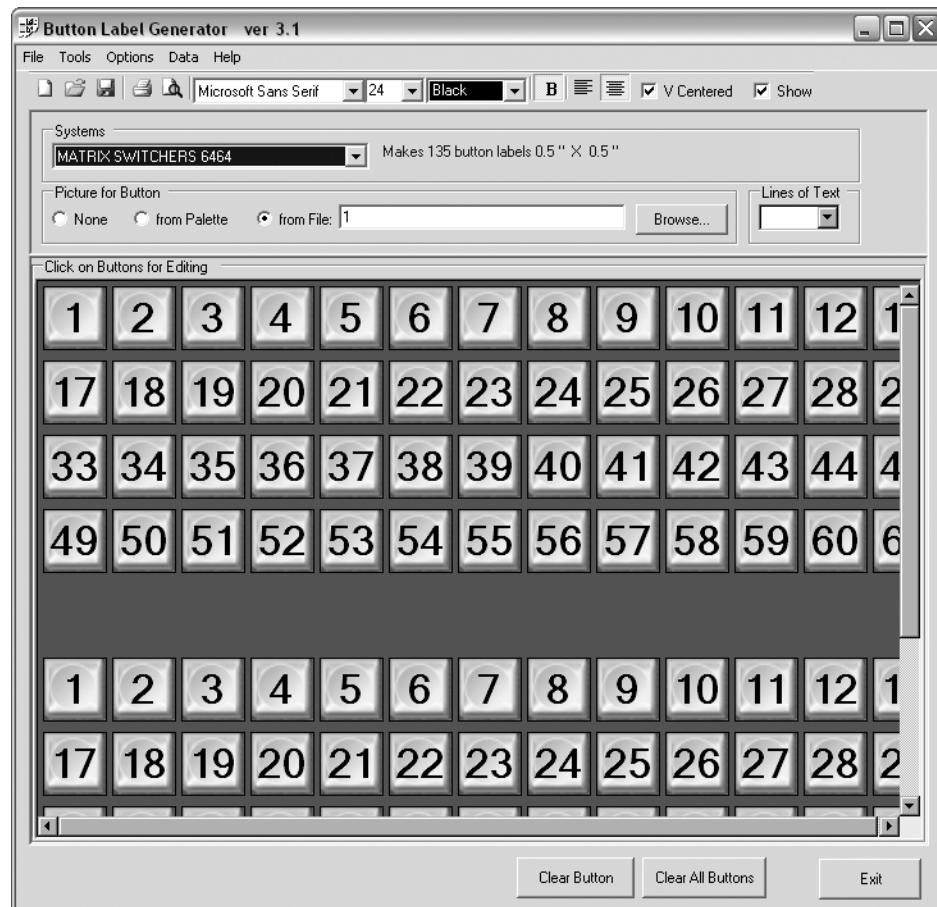 Button Label Generator ver 3.1
File Tools Options Data Help
Microsoft Sans Serif 24 Black B V Centered Show
Systems
MATRIX SWITCHERS 6464 Makes 135 button labels 0.5 " X 0.5 "
Picture for Button Lines of Text
None from Palette from File: 1 Browse...
Click on Buttons for Editing
1 2 3 4 5 6 7 8 9 10 11 12 1
17 18 19 20 21 22 23 24 25 26 27 28 2
33 34 35 36 37 38 39 40 41 42 43 44 4
49 50 51 52 53 54 55 56 57 58 59 60 6
1 2 3 4 5 6 7 8 9 10 11 12 1
17 18 19 20 21 22 23 24 25 26 27 28 2
Clear Button Clear All Buttons Exit